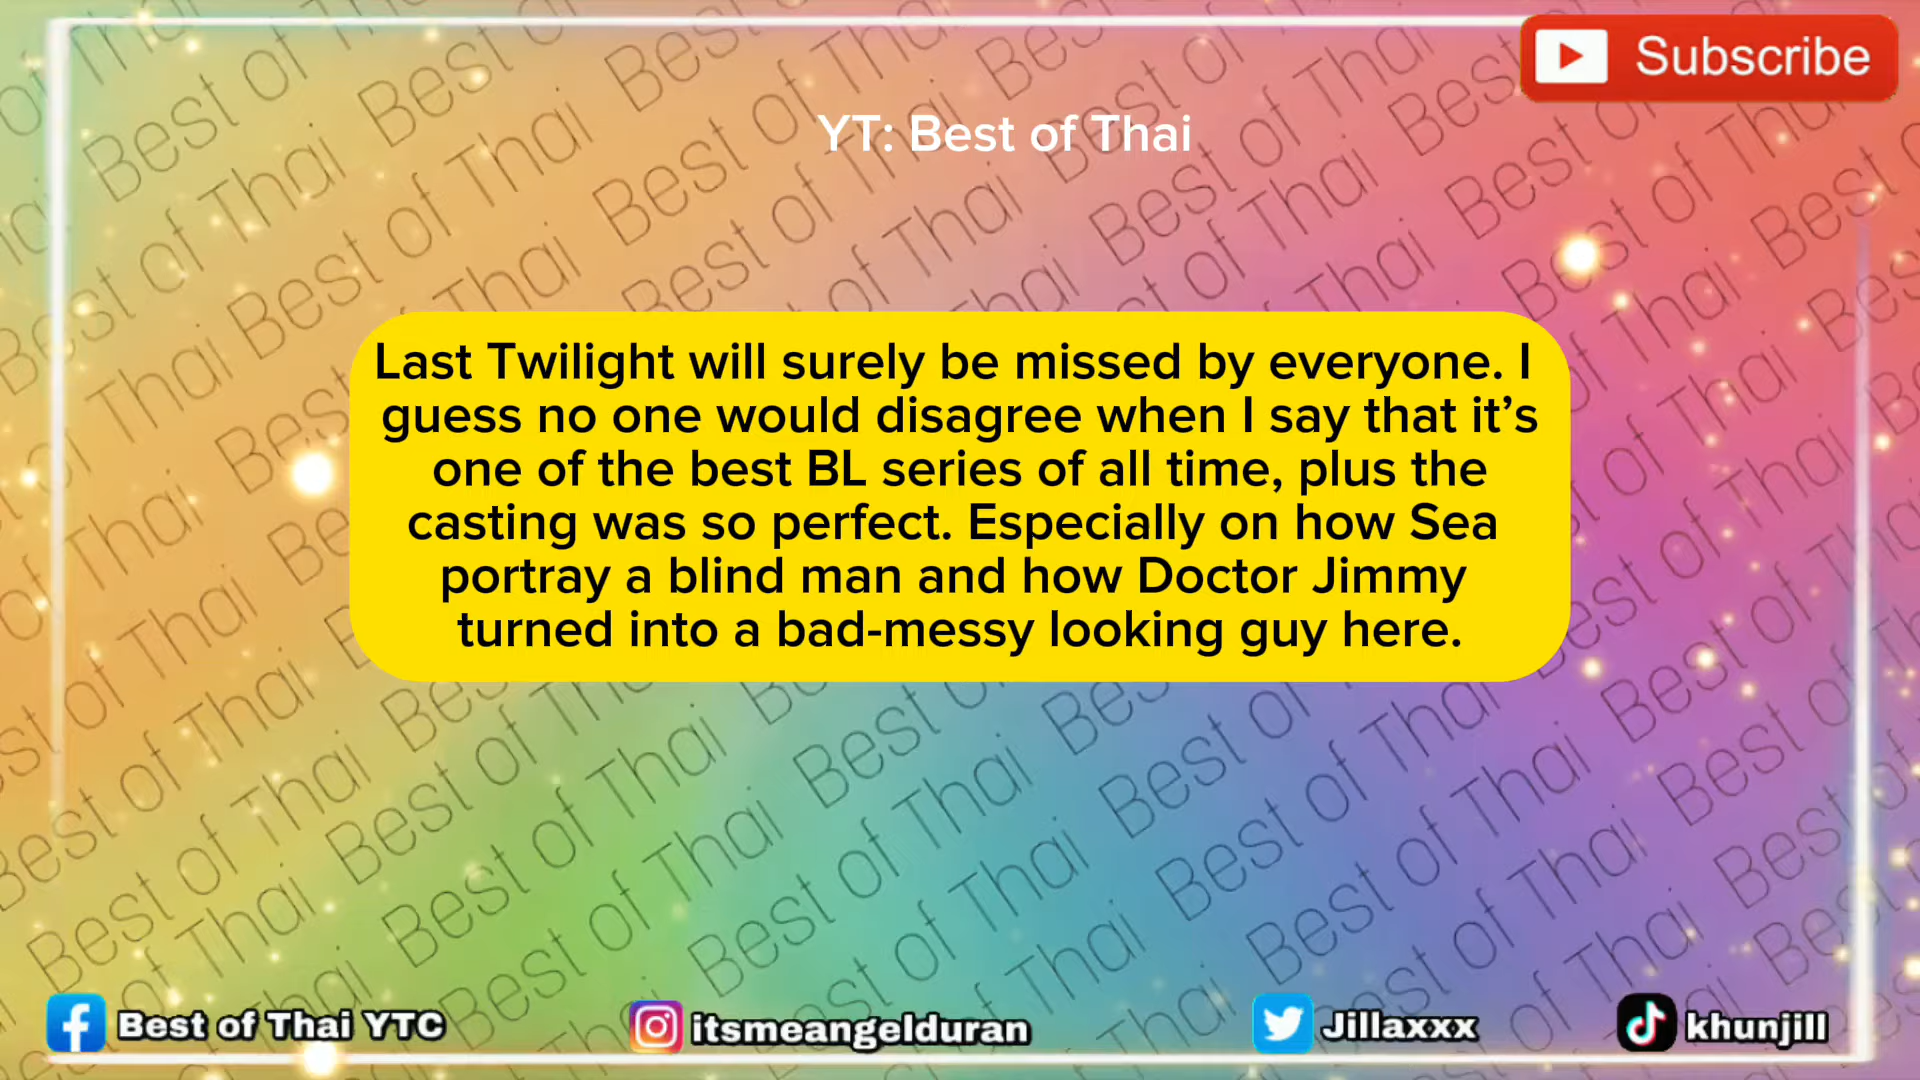 Subscribe
YT: Best of Thai
Last Twilight will surely be missed by everyone. I
guess no one would disagree when I say that it’s
one of the best BL series of all time, plus the
casting was so perfect. Especially on how Sea
portray a blind man and how Doctor Jimmy
turned into a bad-messy looking guy here.
Best of Thai YTC
itsmeangelduran
Jillaxxx
khunjill
Best of Thai